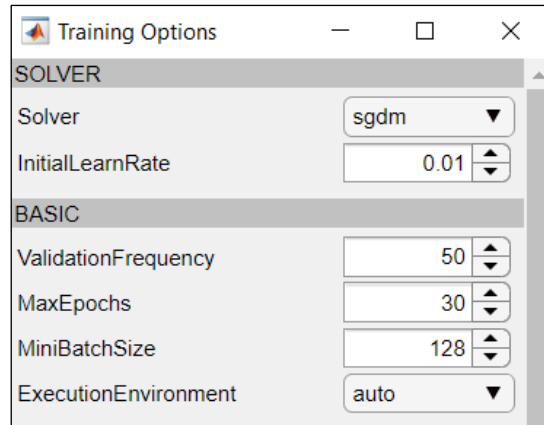 Training Options
SOLVER
Solver sgdm
InitialLearnRate 0.01
BASIC
ValidationFrequency 50
MaxEpochs 30
MiniBatchSize 128
ExecutionEnvironment auto